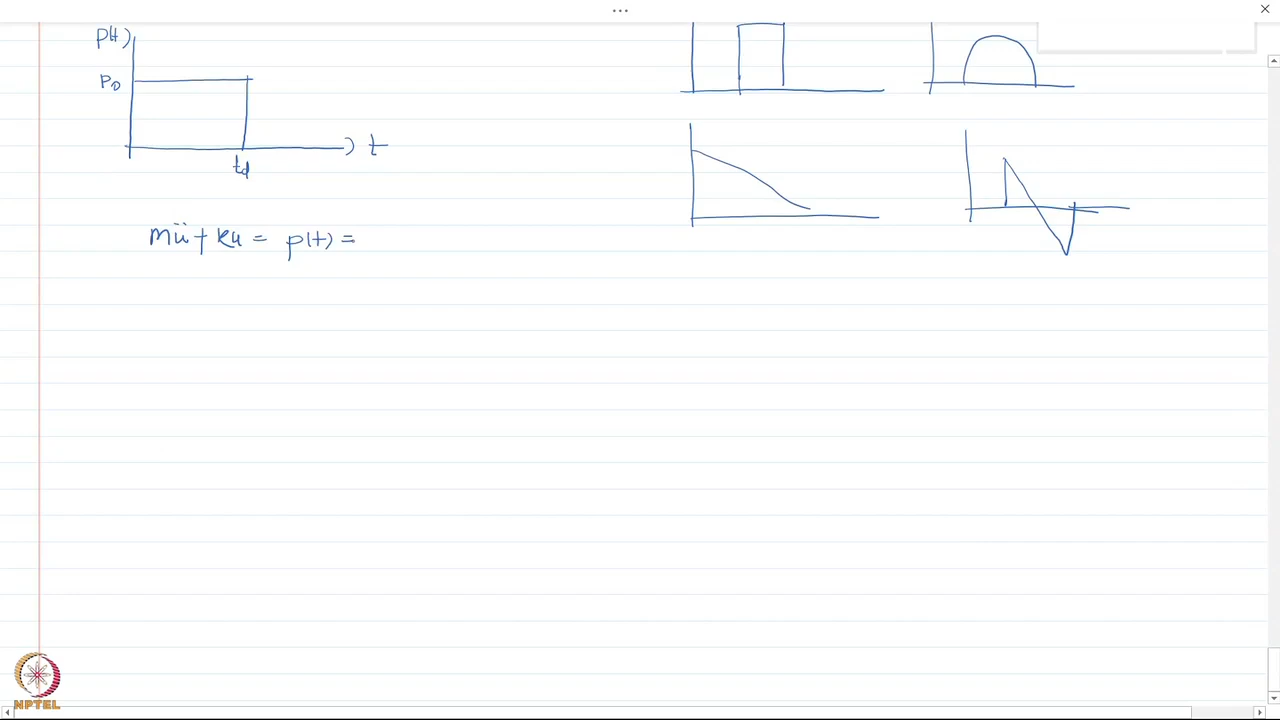 p(t)
p₀
t
td
mü + ku = p(t) =
NPTEL